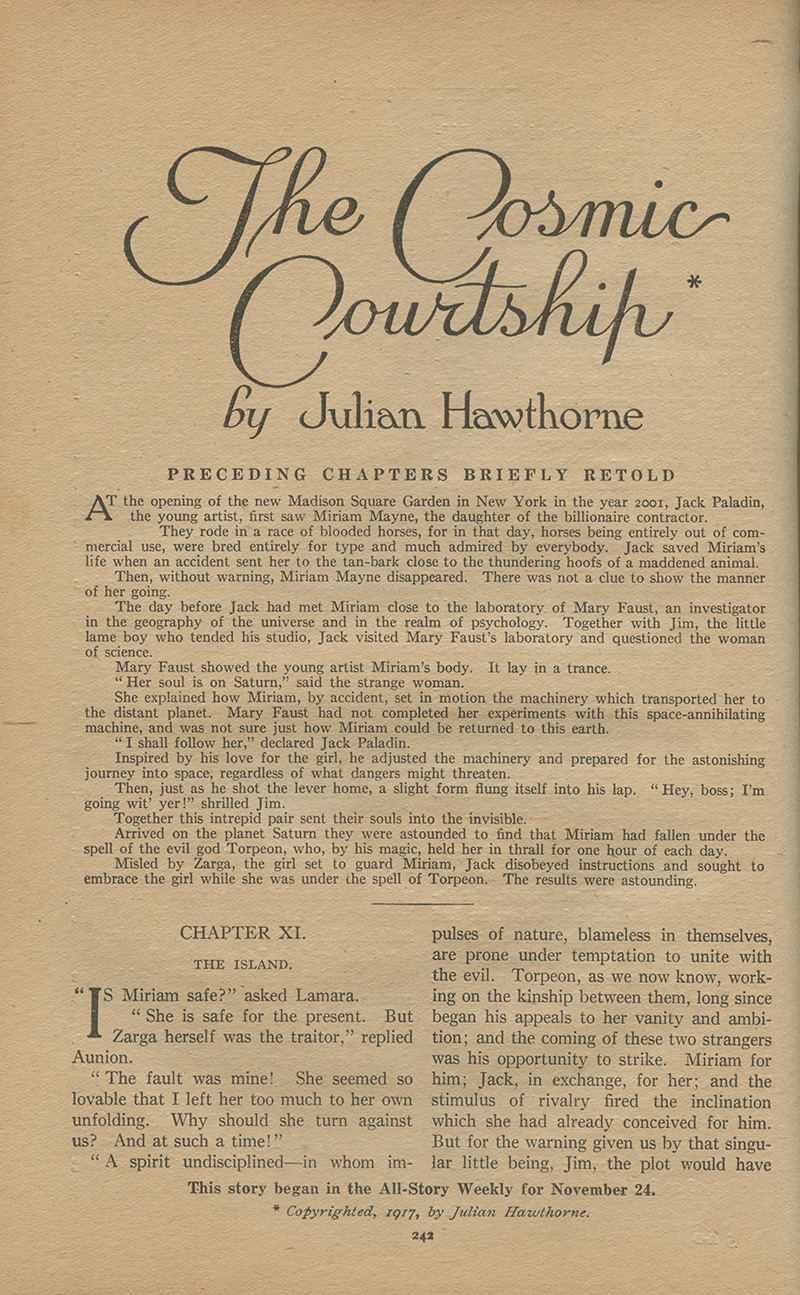 The Cosmic
Courtship*
by Julian Hawthorne
PRECEDING CHAPTERS BRIEFLY RETOLD
AT the opening of the new Madison Square Garden in New York in the year 2001, Jack Paladin,
the young artist, first saw Miriam Mayne, the daughter of the billionaire contractor.
They rode in a race of blooded horses, for in that day, horses being entirely out of com-
mercial use, were bred entirely for type and much admired by everybody. Jack saved Miriam's
life when an accident sent her to the tan-bark close to the thundering hoofs of a maddened animal.
Then, without warning, Miriam Mayne disappeared. There was not a clue to show the manner
of her going.
The day before Jack had met Miriam close to the laboratory of Mary Faust, an investigator
in the geography of the universe and in the realm of psychology. Together with Jim, the little
lame boy who tended his studio, Jack visited Mary Faust's laboratory and questioned the woman
of science.
Mary Faust showed the young artist Miriam's body. It lay in a trance.
“ Her soul is on Saturn,” said the strange woman.
She explained how Miriam, by accident, set in motion the machinery which transported her to
the distant planet. Mary Faust had not completed her experiments with this space-annihilating
machine, and was not sure just how Miriam could be returned to this earth.
“ I shall follow her,” declared Jack Paladin.
Inspired by his love for the girl, he adjusted the machinery and prepared for the astonishing
journey into space, regardless of what dangers might threaten.
Then, just as he shot the lever home, a slight form flung itself into his lap. “ Hey, boss; I'm
going wit' yer!” shrilled Jim.
Together this intrepid pair sent their souls into the invisible.
Arrived on the planet Saturn they were astounded to find that Miriam had fallen under the
spell of the evil god Torpeon, who, by his magic, held her in thrall for one hour of each day.
Misled by Zarga, the girl set to guard Miriam, Jack disobeyed instructions and sought to
embrace the girl while she was under the spell of Torpeon. The results were astounding.
CHAPTER XI.
THE ISLAND.
“ IS Miriam safe?” asked Lamara.
“ She is safe for the present. But
Zarga herself was the traitor,” replied
Aunion.
“ The fault was mine! She seemed so
lovable that I left her too much to her own
unfolding. Why should she turn against
us? And at such a time!”
“ A spirit undisciplined—in whom im-
pulses of nature, blameless in themselves,
are prone under temptation to unite with
the evil. Torpeon, as we now know, work-
ing on the kinship between them, long since
began his appeals to her vanity and ambi-
tion; and the coming of these two strangers
was his opportunity to strike. Miriam for
him; Jack, in exchange, for her; and the
stimulus of rivalry fired the inclination
which she had already conceived for him.
But for the warning given us by that singu-
lar little being, Jim, the plot would have
This story began in the All-Story Weekly for November 24.
* Copyrighted, 1917, by Julian Hawthorne.
242